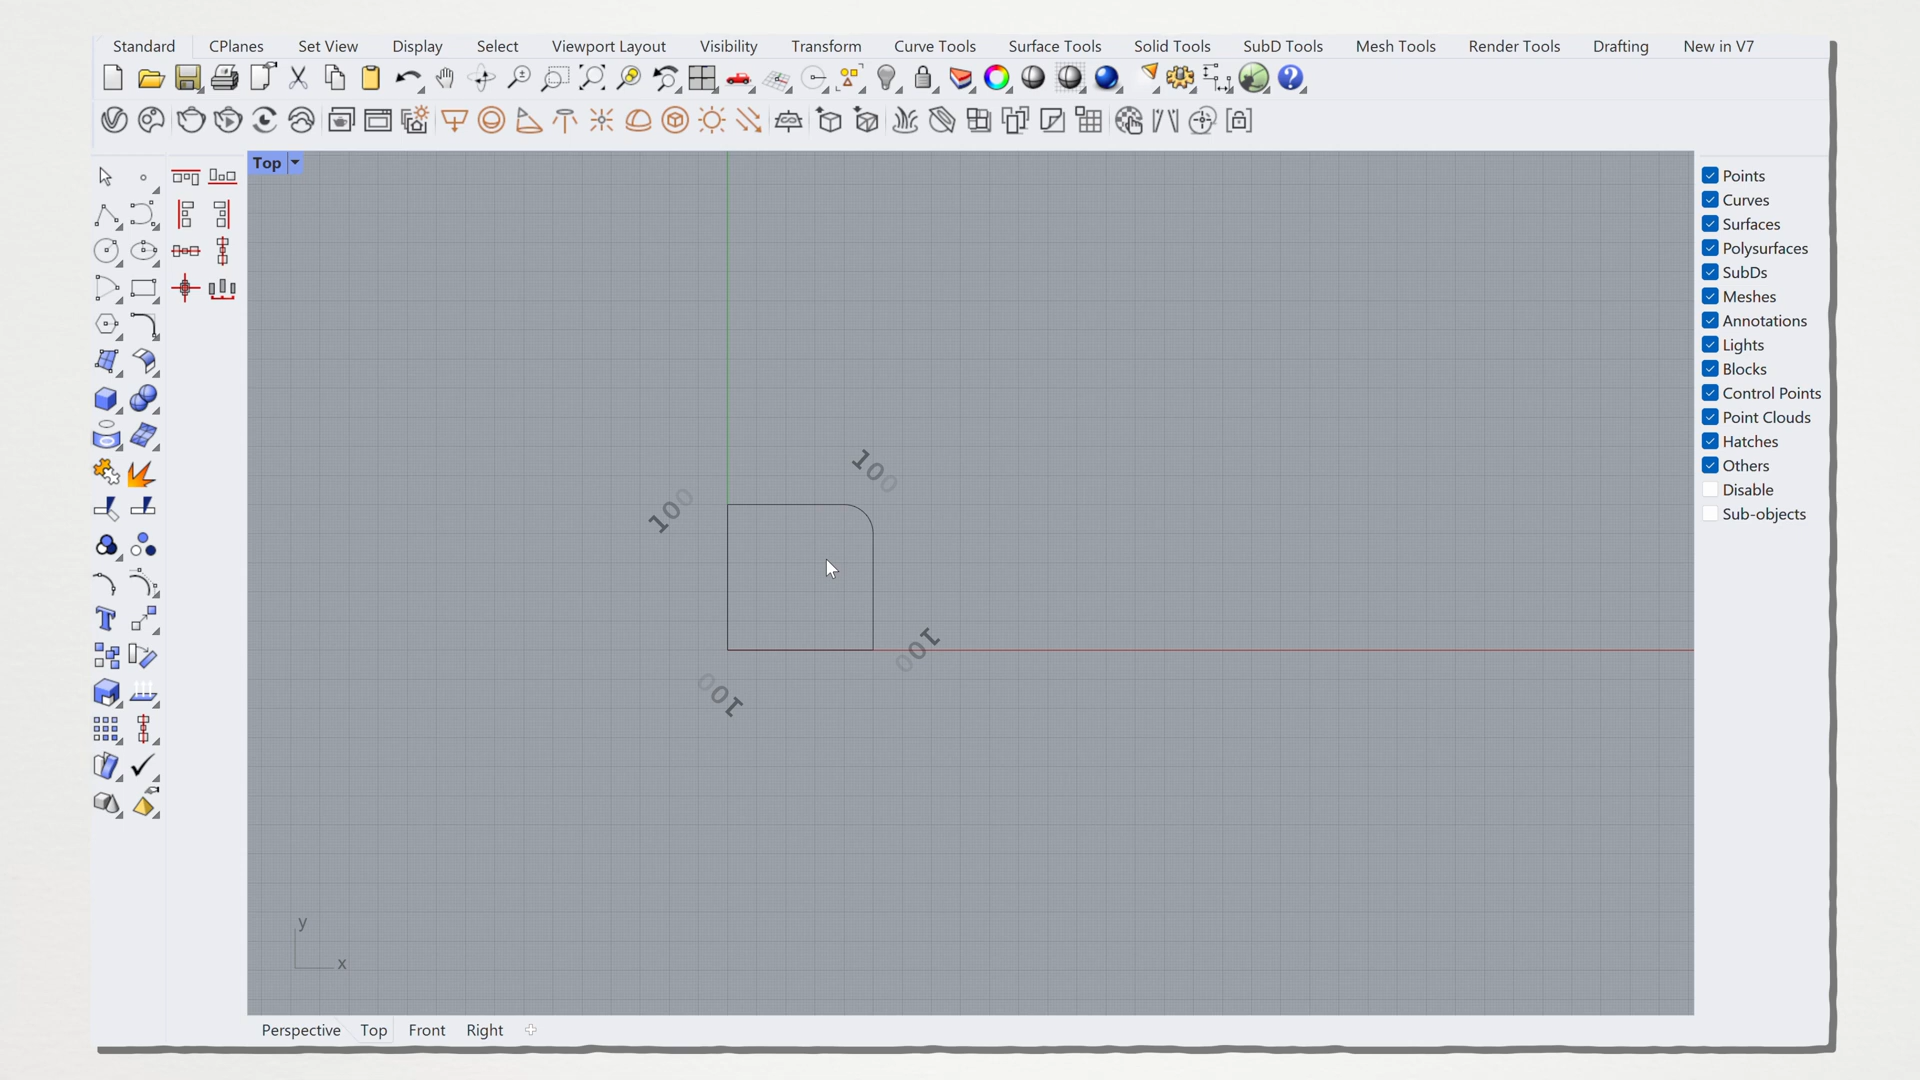 Standard CPlanes Set View Display Select Viewport Layout Visibility Transform Curve Tools Surface Tools Solid Tools SubD Tools Mesh Tools Render Tools Drafting New in V7
Top
Points
Curves
Surfaces
Polysurfaces
SubDs
Meshes
Annotations
Lights
Blocks
Control Points
Point Clouds
Hatches
Others
Disable
Sub-objects
100
100
100
100
y
x
Perspective Top Front Right